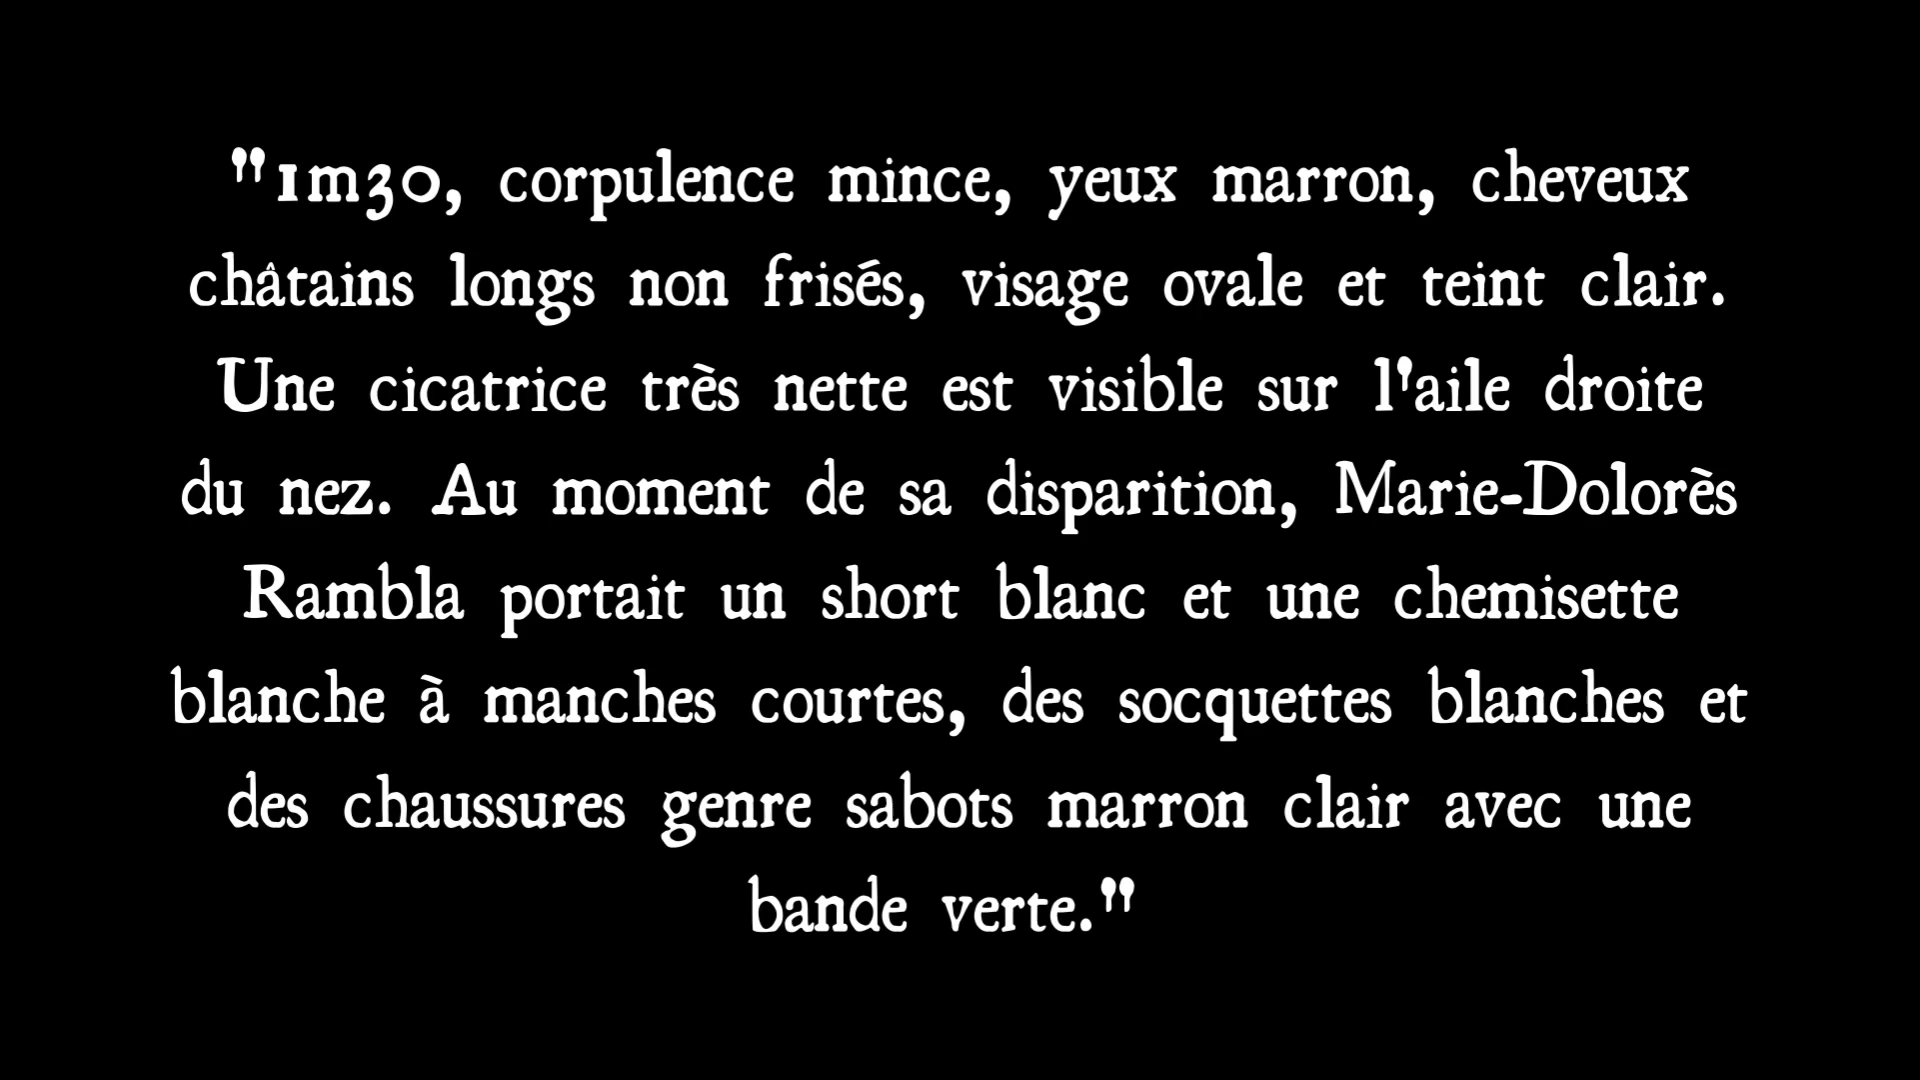 "1m30, corpulence mince, yeux marron, cheveux
châtains longs non frisés, visage ovale et teint clair.
Une cicatrice très nette est visible sur l'aile droite
du nez. Au moment de sa disparition, Marie-Dolorès
Rambla portait un short blanc et une chemisette
blanche à manches courtes, des socquettes blanches et
des chaussures genre sabots marron clair avec une
bande verte."